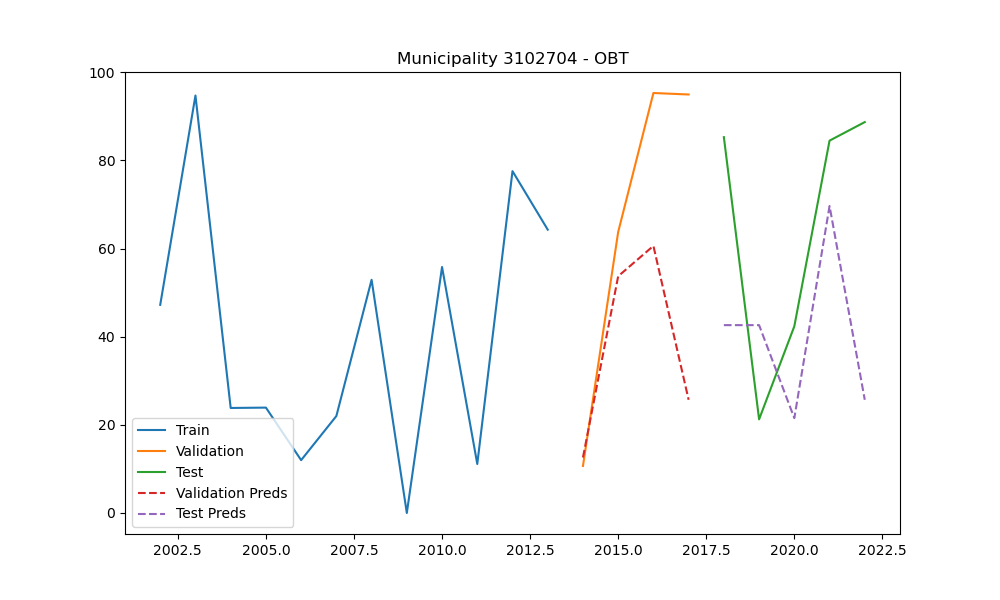 Municipality 3102704 - OBT
100
80
60
40
20
0
Train
Validation
Test
Validation Preds
Test Preds
2002.5 2005.0 2007.5 2010.0 2012.5 2015.0 2017.5 2020.0 2022.5